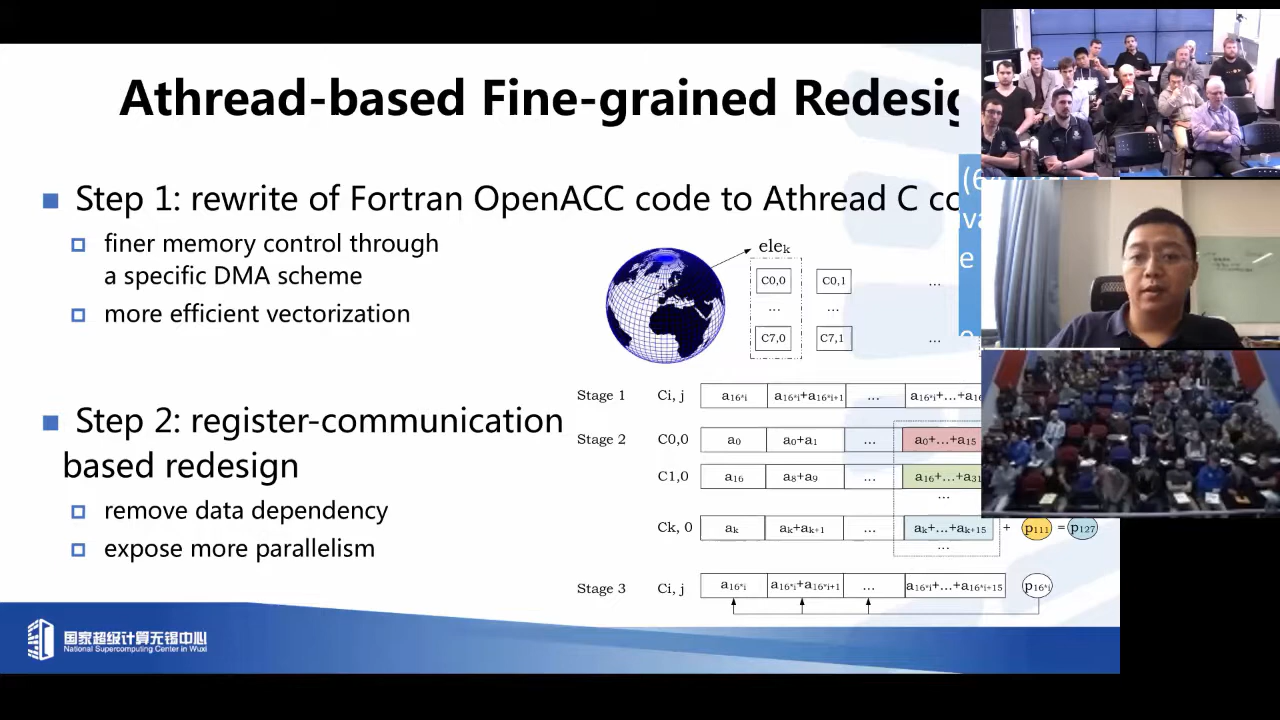 Athread-based Fine-grained Redesig
Step 1: rewrite of Fortran OpenACC code to Athread C co
finer memory control through
a specific DMA scheme
more efficient vectorization
Step 2: register-communication
based redesign
remove data dependency
expose more parallelism
eleₖ
C0,0 C0,1 ...
... ...
C7,0 C7,1 ...
Stage 1 Ci, j a₁₆*ᵢ a₁₆*ᵢ+a₁₆*ᵢ₊₁ ... a₁₆*ᵢ+...+a₁₆
Stage 2 C0,0 a₀ a₀+a₁ ... a₀+...+a₁₅
C1,0 a₁₆ a₈+a₉ ... a₁₆+...+a₃₁
...
Ck, 0 aₖ aₖ+aₖ₊₁ ... aₖ+...+aₖ₊₁₅ + p₁₁₁ = p₁₂₇
...
Stage 3 Ci, j a₁₆*ᵢ a₁₆*ᵢ+a₁₆*ᵢ₊₁ ... a₁₆*ᵢ+...+a₁₆*ᵢ₊₁₅ p₁₆*ᵢ
国家超级计算无锡中心
National Supercomputing Center in Wuxi